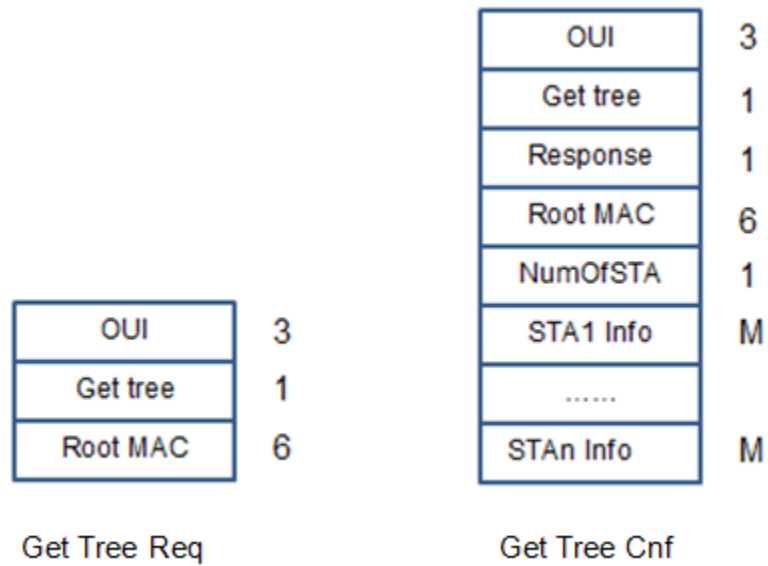 OUI 3
Get tree 1
Root MAC 6
Get Tree Req
OUI 3
Get tree 1
Response 1
Root MAC 6
NumOfSTA 1
STA1 Info M
......
STAn Info M
Get Tree Cnf